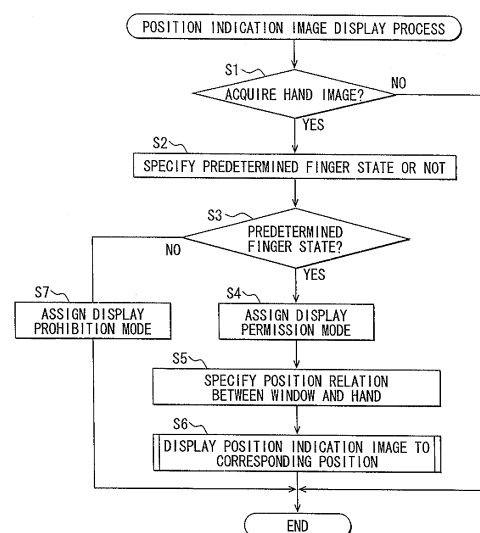 POSITION INDICATION IMAGE DISPLAY PROCESS
S1
NO
ACQUIRE HAND IMAGE?
YES
S2
SPECIFY PREDETERMINED FINGER STATE OR NOT
S3
PREDETERMINED
FINGER STATE?
NO
YES
S7
ASSIGN DISPLAY
PROHIBITION MODE
S4
ASSIGN DISPLAY
PERMISSION MODE
S5
SPECIFY POSITION RELATION
BETWEEN WINDOW AND HAND
S6
DISPLAY POSITION INDICATION IMAGE TO
CORRESPONDING POSITION
END